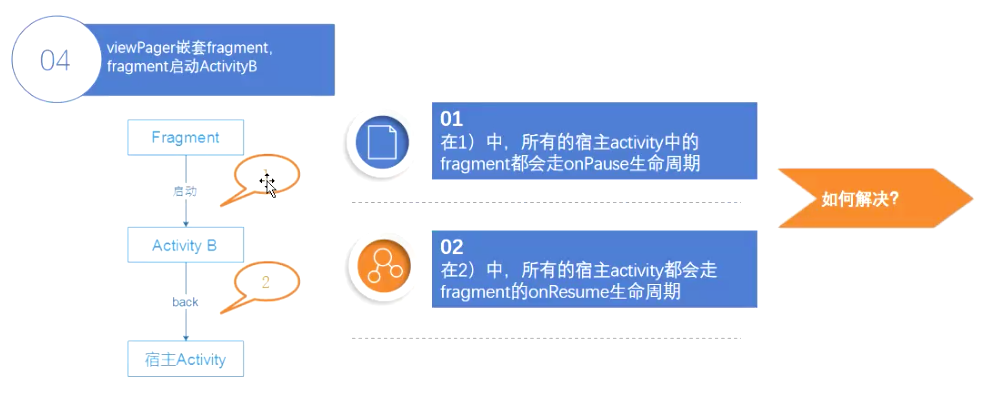 04
viewPager嵌套fragment,
fragment启动ActivityB
Fragment
启动
Activity B
2
back
宿主Activity
01
在1）中，所有的宿主activity中的
fragment都会走onPause生命周期
02
在2）中，所有的宿主activity都会走
fragment的onResume生命周期
如何解决？